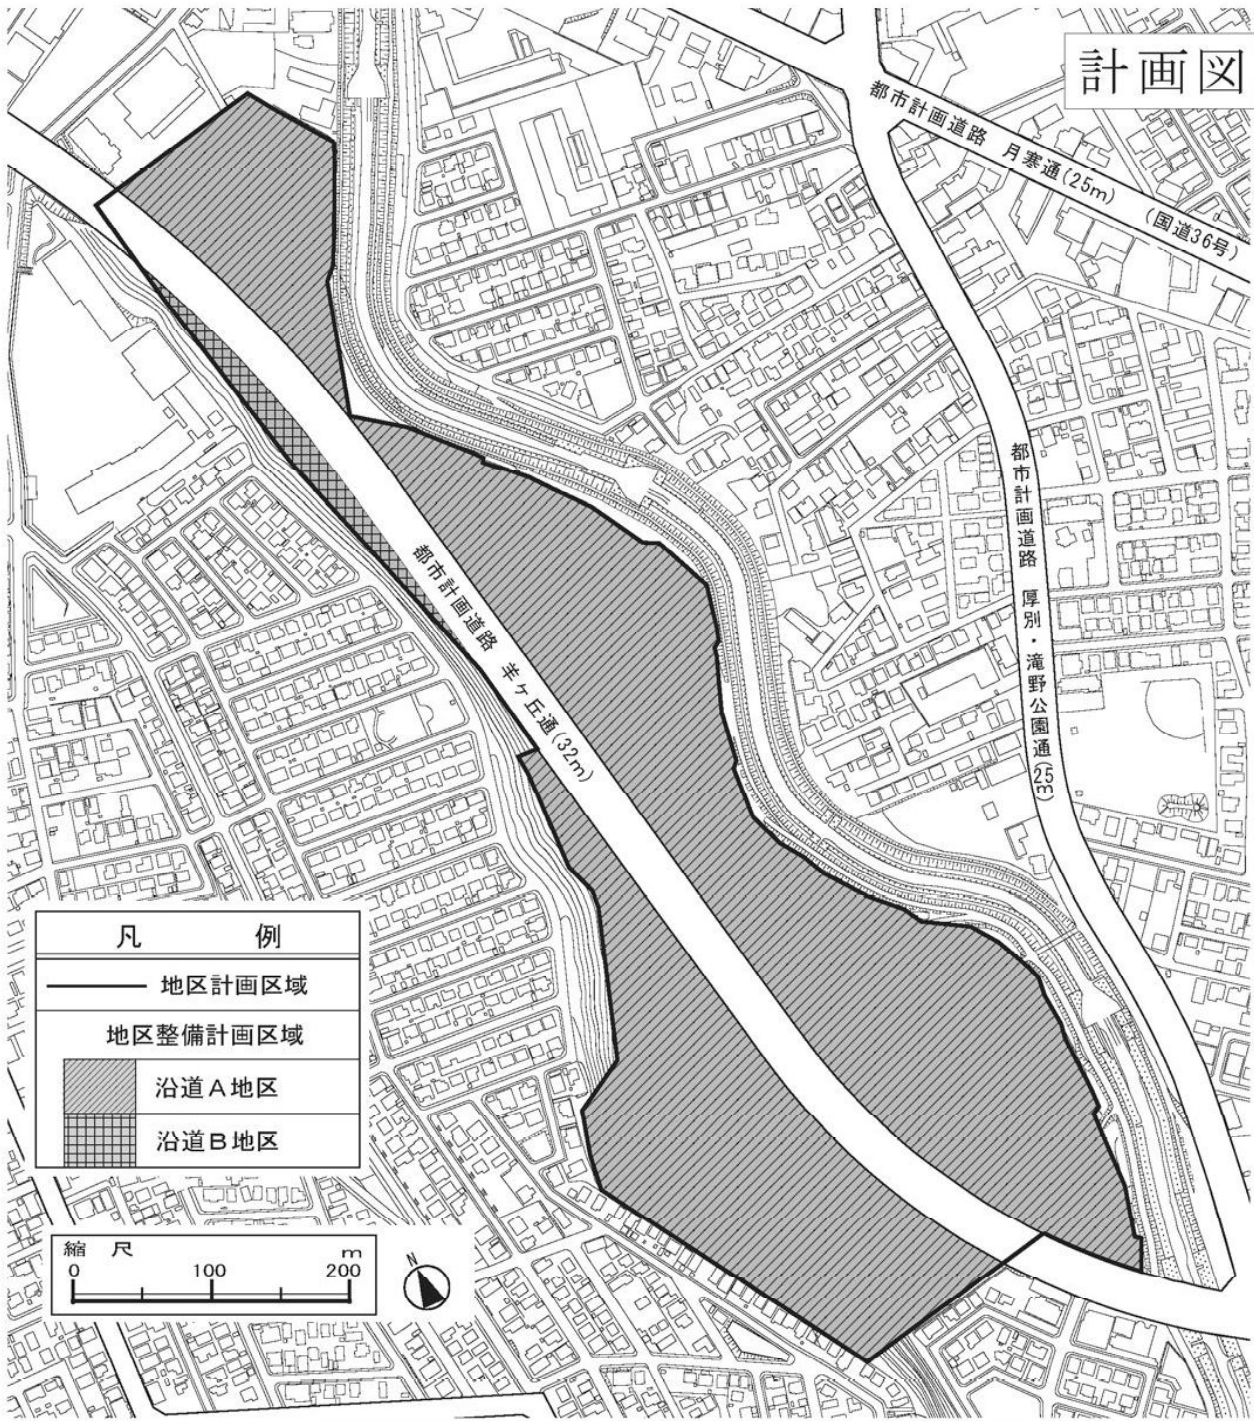 計画図
都市計画道路 月寒通(25m) (国道36号)
都市計画道路 厚別・滝野公園通(25m)
都市計画道路 羊ケ丘通(32m)
凡 例
地区計画区域
地区整備計画区域
沿道A地区
沿道B地区
縮 尺 m
0 100 200
N